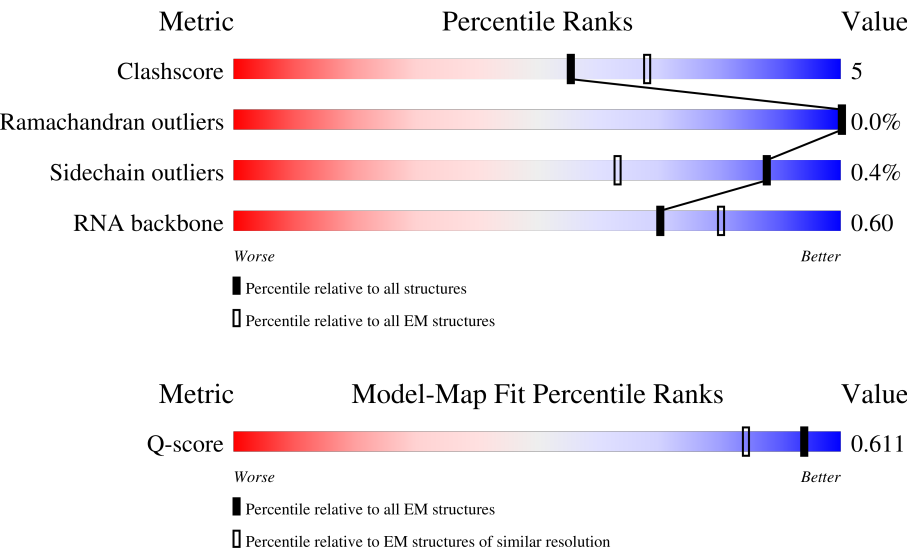 Metric Percentile Ranks Value
Clashscore 5
Ramachandran outliers 0.0%
Sidechain outliers 0.4%
RNA backbone 0.60
Worse Better
Percentile relative to all structures
Percentile relative to all EM structures
Metric Model-Map Fit Percentile Ranks Value
Q-score 0.611
Worse Better
Percentile relative to all EM structures
Percentile relative to EM structures of similar resolution